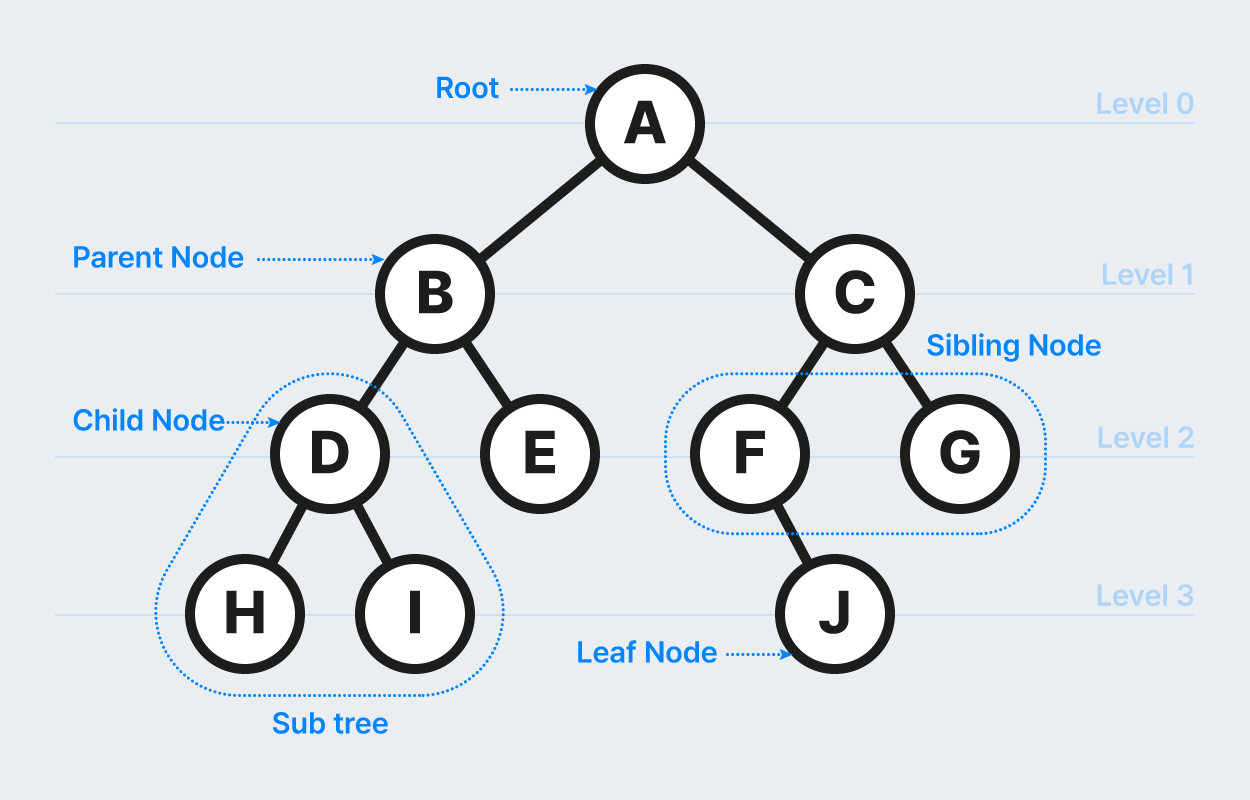 Root
A
Level 0
Parent Node
B
C
Level 1
Sibling Node
Child Node
D
E
F
G
Level 2
H
I
J
Level 3
Leaf Node
Sub tree